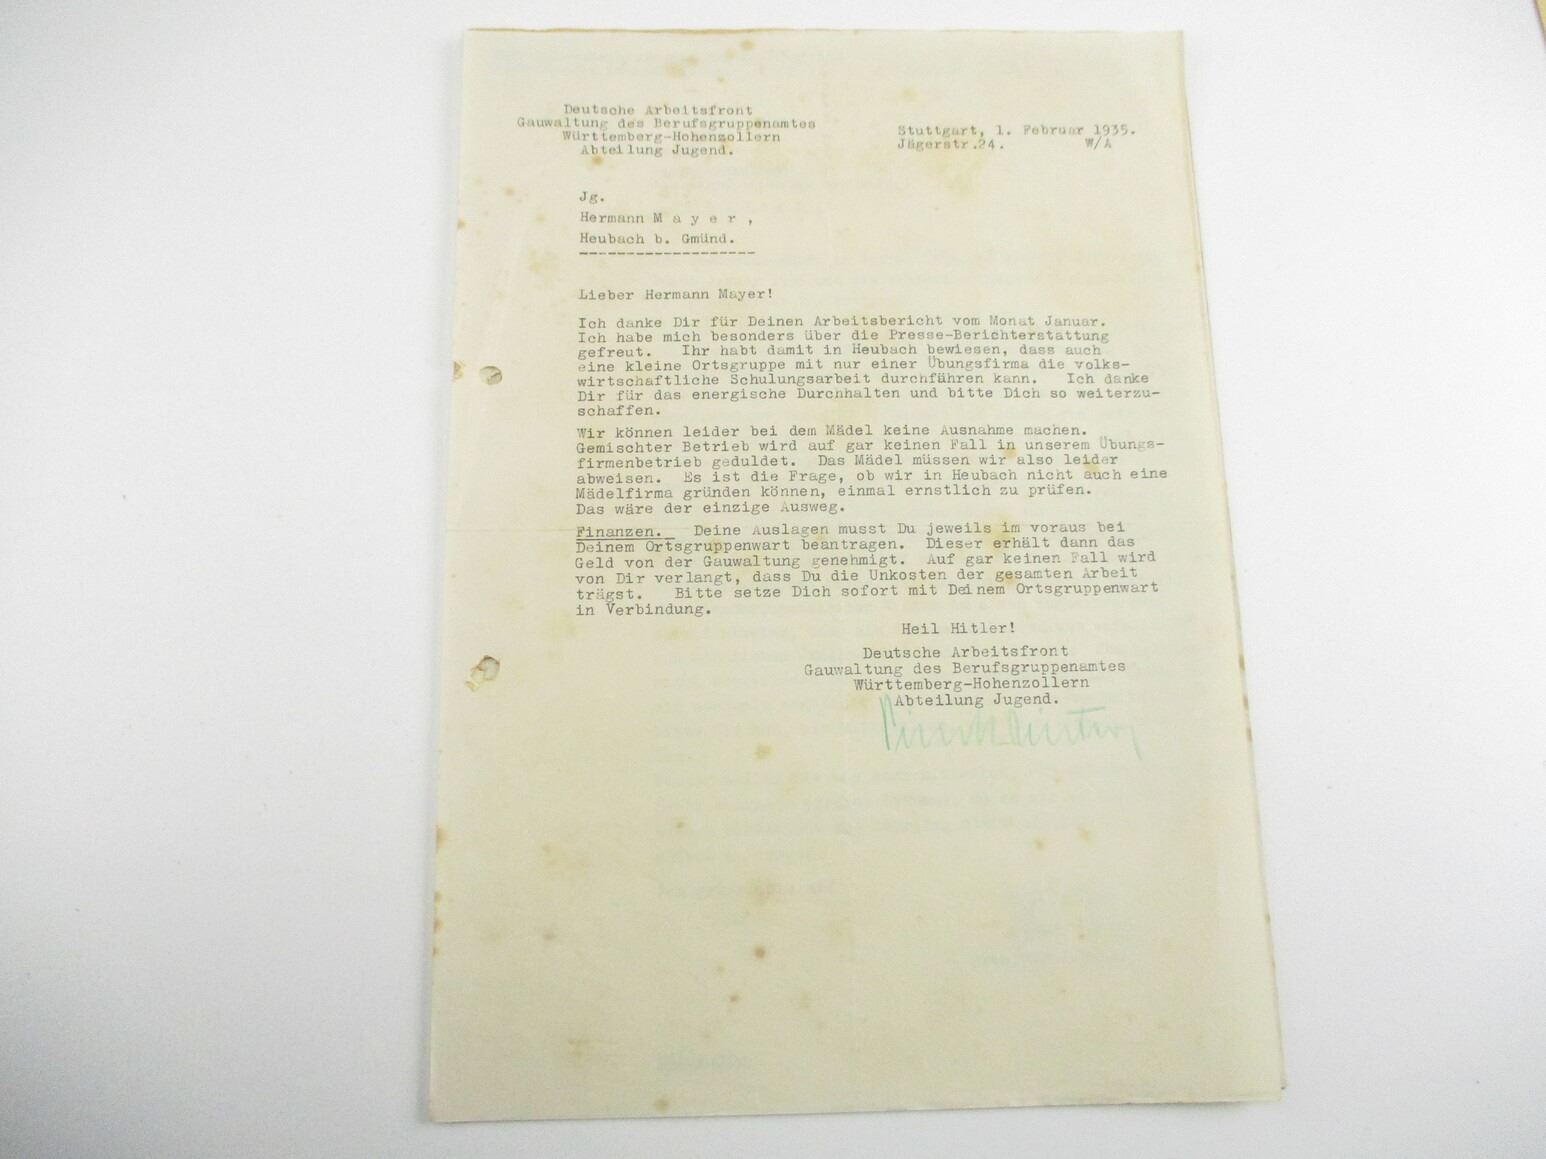 Deutsche Arbeitsfront
Gauwaltung des Berufsgruppenamtes
Württemberg-Hohenzollern
Abteilung Jugend.
Stuttgart, 1. Februar 1935.
Jägerstr.24. W/A
Jg.
Hermann M a y e r ,
Heubach b. Gmünd.
Lieber Hermann Mayer!
Ich danke Dir für Deinen Arbeitsbericht vom Monat Januar.
Ich habe mich besonders über die Presse-Berichterstattung
gefreut. Ihr habt damit in Heubach bewiesen, dass auch
eine kleine Ortsgruppe mit nur einer Übungsfirma die volks-
wirtschaftliche Schulungsarbeit durchführen kann. Ich danke
Dir für das energische Durchhalten und bitte Dich so weiterzu-
schaffen.
Wir können leider bei dem Mädel keine Ausnahme machen.
Gemischter Betrieb wird auf gar keinen Fall in unserem Übungs-
firmenbetrieb geduldet. Das Mädel müssen wir also leider
abweisen. Es ist die Frage, ob wir in Heubach nicht auch eine
Mädelfirma gründen können, einmal ernstlich zu prüfen.
Das wäre der einzige Ausweg.
Finanzen. Deine Auslagen musst Du jeweils im voraus bei
Deinem Ortsgruppenwart beantragen. Dieser erhält dann das
Geld von der Gauwaltung genehmigt. Auf gar keinen Fall wird
von Dir verlangt, dass Du die Unkosten der gesamten Arbeit
trägst. Bitte setze Dich sofort mit Deinem Ortsgruppenwart
in Verbindung.
Heil Hitler!
Deutsche Arbeitsfront
Gauwaltung des Berufsgruppenamtes
Württemberg-Hohenzollern
Abteilung Jugend.